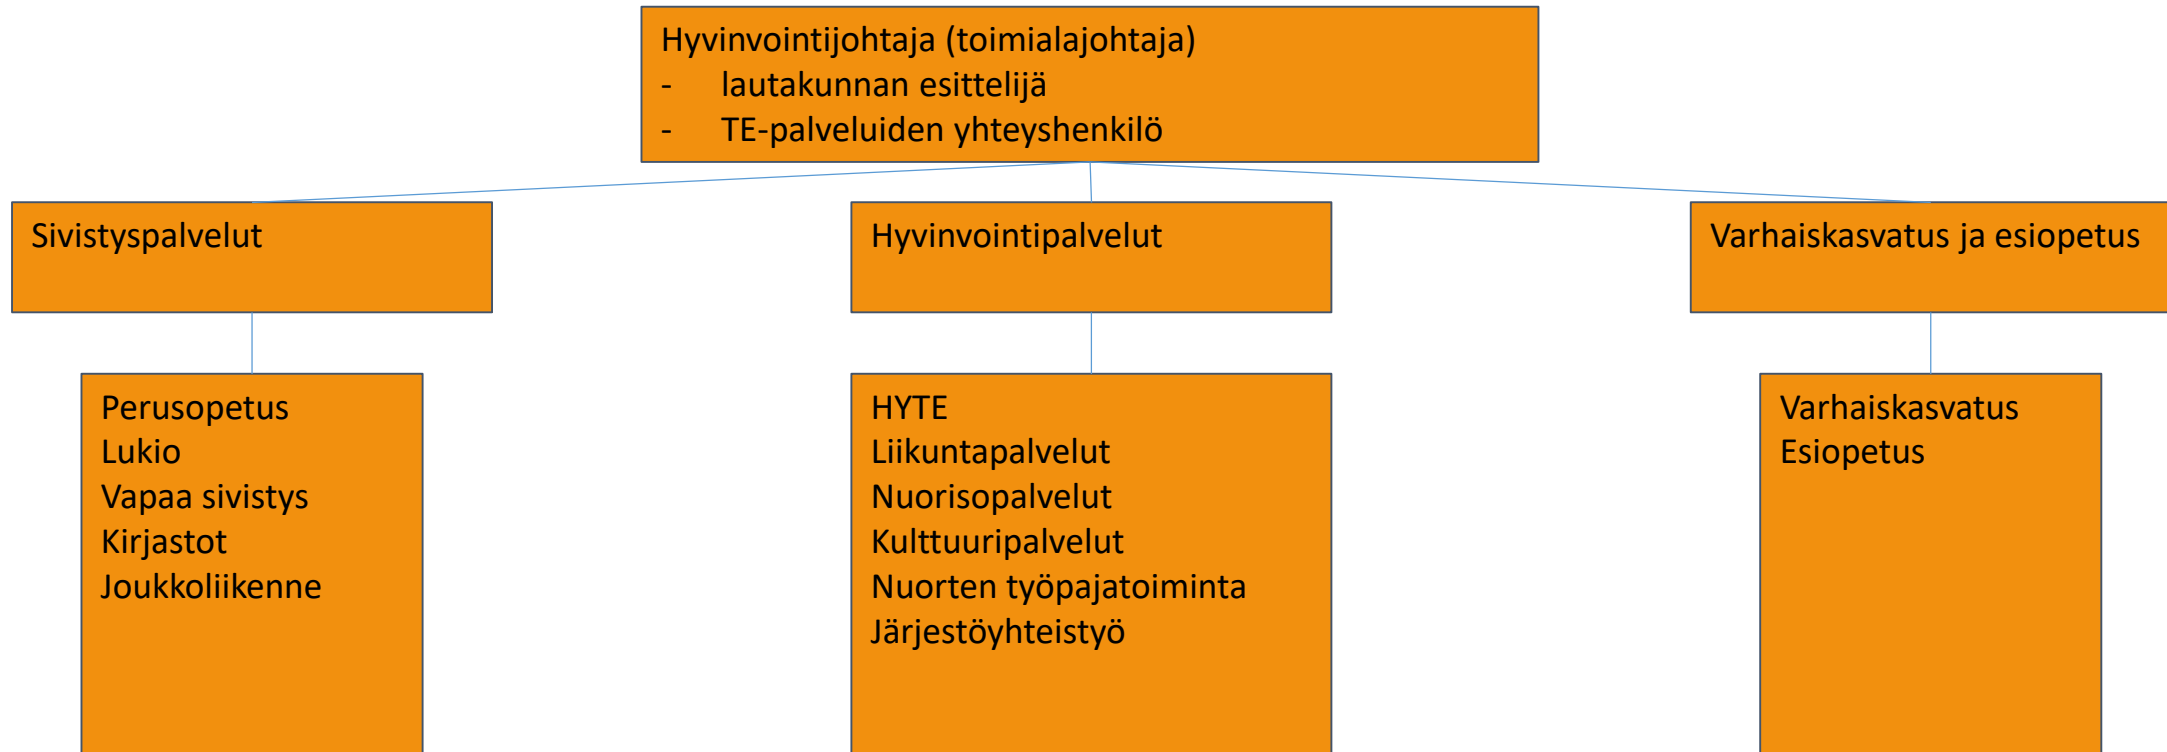 Hyvinvointijohtaja (toimialajohtaja)
- lautakunnan esittelijä
- TE-palveluiden yhteyshenkilö
Sivistyspalvelut
Hyvinvointipalvelut
Varhaiskasvatus ja esiopetus
Perusopetus
Lukio
Vapaa sivistys
Kirjastot
Joukkoliikenne
HYTE
Liikuntapalvelut
Nuorisopalvelut
Kulttuuripalvelut
Nuorten työpajatoiminta
Järjestöyhteistyö
Varhaiskasvatus
Esiopetus